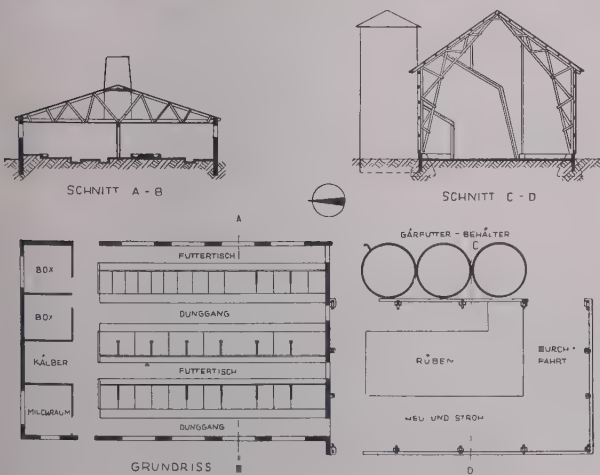 SCHNITT A - B
SCHNITT C - D
A
GÄRFUTTER - BEHÄLTER
C
FUTTERTISCH
BOX
DUNGGANG
BOX
KÄLBER
FUTTERTISCH
MILCHRAUM
DUNGGANG
RÜBEN
DURCH-
FAHRT
HEU UND STROH
GRUNDRISS
B
D